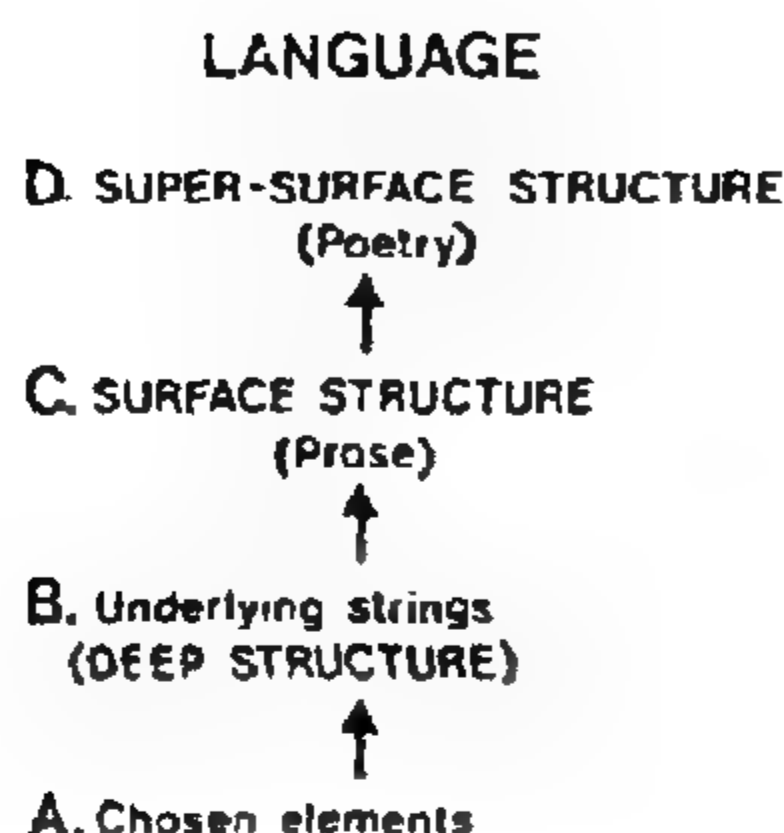 LANGUAGE
D. SUPER-SURFACE STRUCTURE
(Poetry)
C. SURFACE STRUCTURE
(Prose)
B. Underlying strings
(DEEP STRUCTURE)
A. Chosen elements